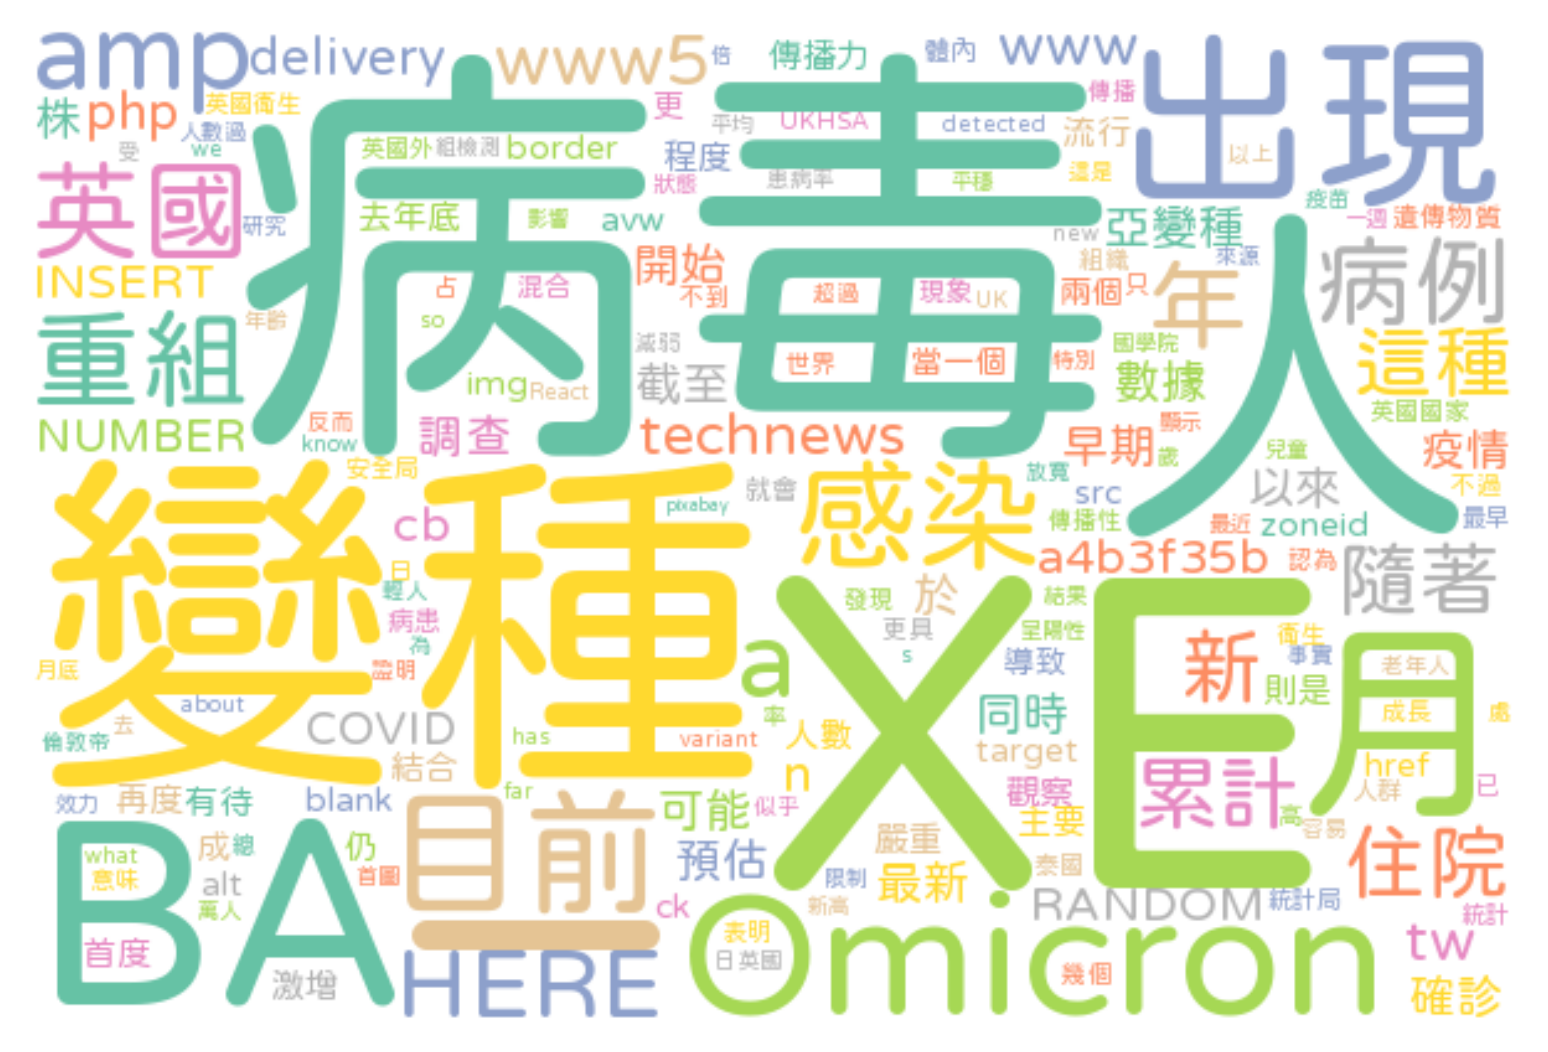 amp
delivery
www5
倍
傳播力
體內
www
出現
株
php
英國衛生
人數過
受
we
病毒
更
平均
UKHSA
detected
傳播
流行
以上
英國外
組檢測
border
程度
狀態
患病率
平穩
這是
英國
研究
去年底
影響
avw
new
亞變種
疫苗
一週
遺傳物質
INSERT
占
混合
開始
不到
超過
現象
UK
組織
兩個
只
來源
年
人
病例
年齡
so
重組
減弱
世界
當一個
特別
國學院
這種
img
React
截至
數據
英國國家
NUMBER
反而
know
調查
technews
早期
顯示
歲
兒童
疫情
安全局
變種
pixabay
就會
感染
放寬
src
以來
不過
傳播性
最近
zoneid
最早
cb
日
輕人
病患
為
a4b3f35b
認為
隨著
發現
於
結果
更具
呈陽性
s
XE
新
衛生
事實
月
老年人
月底
證明
a
導致
則是
about
去
倫敦帝
COVID
結合
has
variant
率
人數
同時
target
成長
處
n
觀察
累計
href
人群
已
效力
再度
有待
blank
目前
far
可能
似乎
主要
高
容易
BA
what
意味
成
總
alt
萬人
仍
首圖
預估
嚴重
最新
限制
泰國
住院
ck
新高
RANDOM
統計局
統計
首度
激增
HERE
Omicron
表明
日英國
幾個
tw
確診